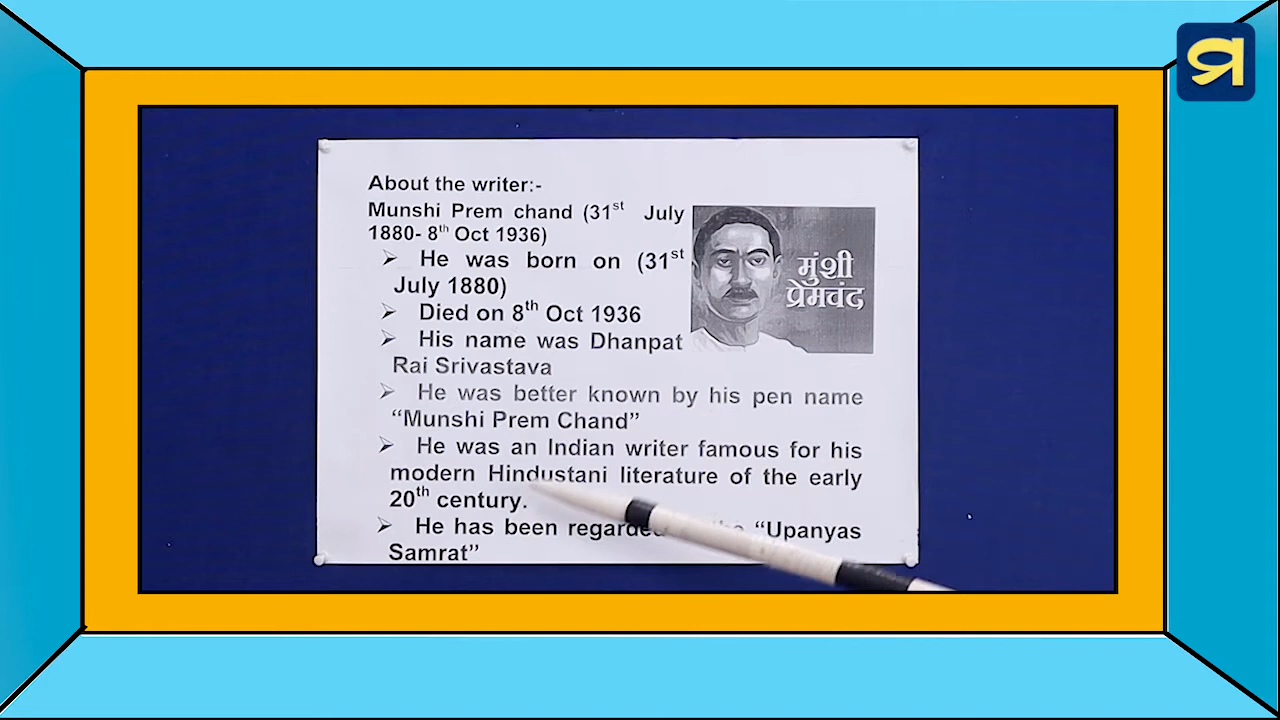 ପ୍ର
About the writer:-
Munshi Prem chand (31st July
1880- 8th Oct 1936)
➢ He was born on (31st
July 1880)
➢ Died on 8th Oct 1936
➢ His name was Dhanpat
Rai Srivastava
मुंशी
प्रेमचंद
➢ He was better known by his pen name
“Munshi Prem Chand”
➢ He was an Indian writer famous for his
modern Hindustani literature of the early
20th century.
➢ He has been regarded “Upanyas
Samrat”